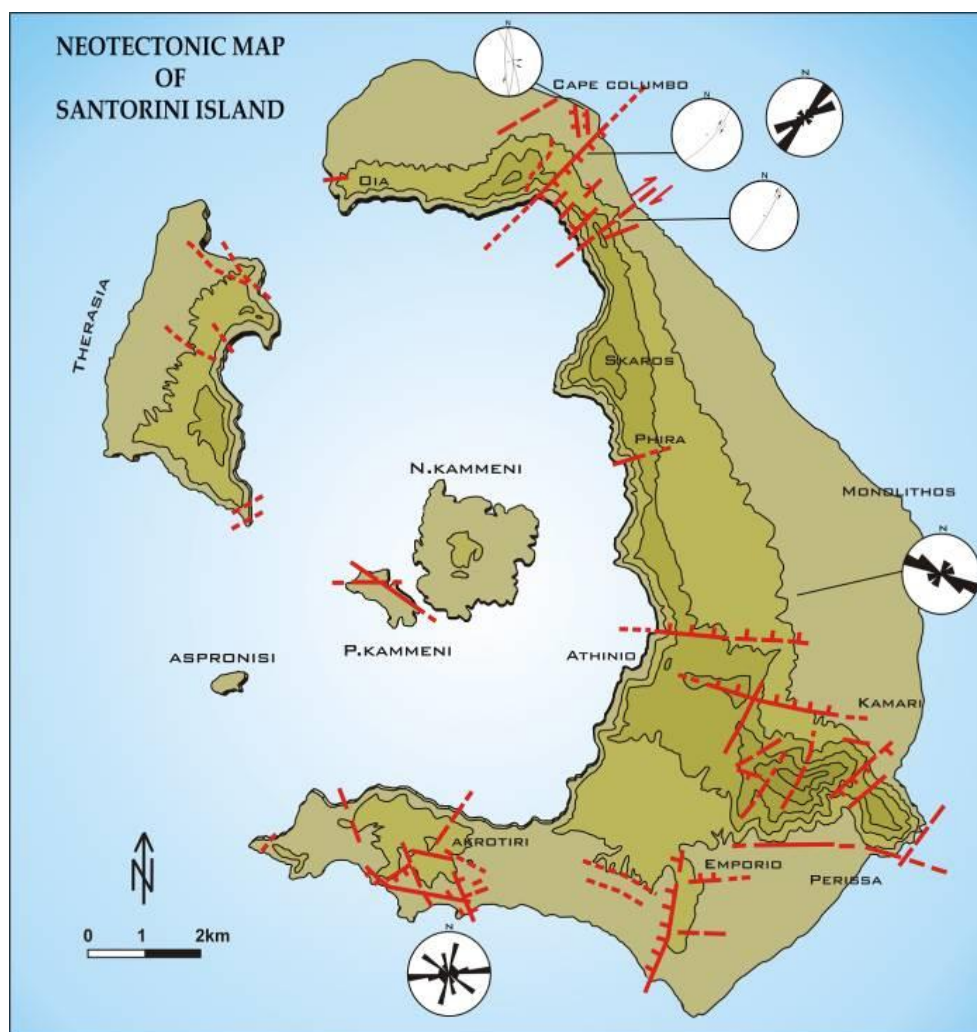 NEOTECTONIC MAP
OF
SANTORINI ISLAND
N
CAPE COLUMBO
N
N
OIA
N
THERASIA
SKAROS
PHIRA
N.KAMMENI
MONOLITHOS
N
P.KAMMENI
ATHINIO
ASPRONISI
KAMARI
AKROTIRI
EMPORIO
PERISSA
N
0 1 2km
N